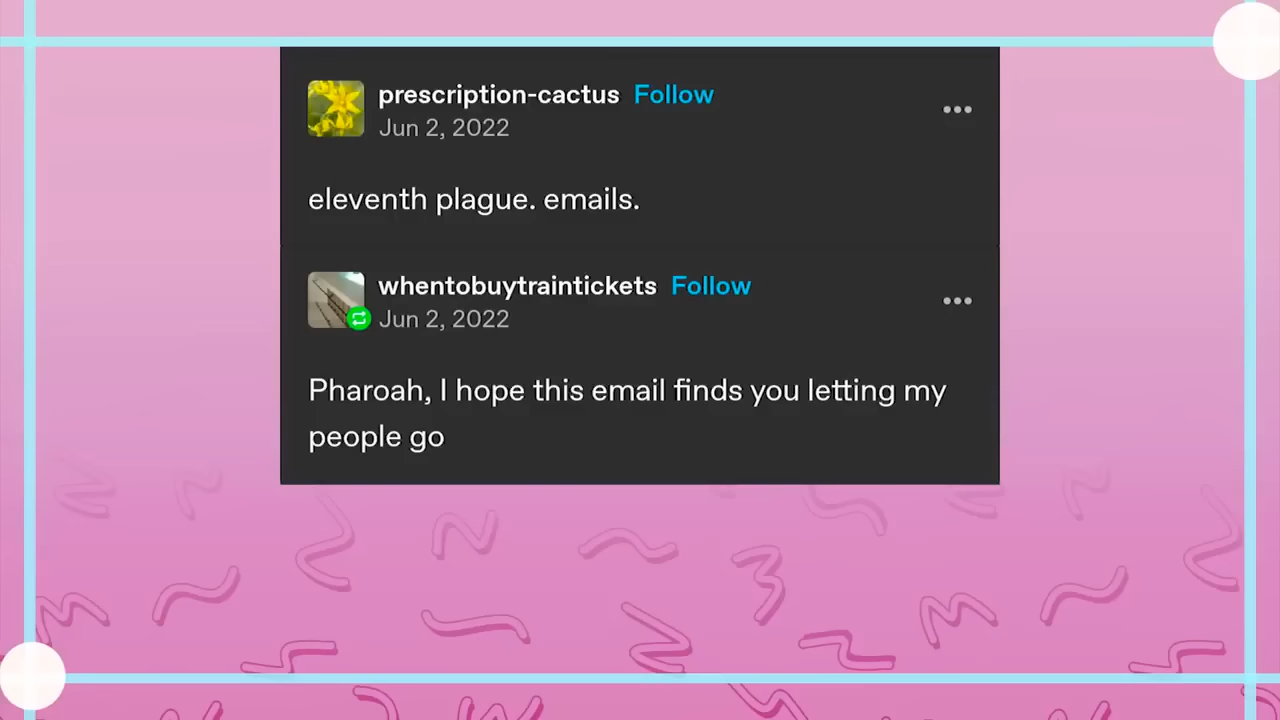 prescription-cactus Follow
Jun 2, 2022
eleventh plague. emails.
whentobuytraintickets Follow
Jun 2, 2022
Pharoah, I hope this email finds you letting my
people go